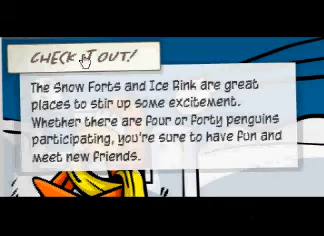 CHECK IT OUT!
The Snow Forts and Ice Rink are great
places to stir up some excitement.
Whether there are four or forty penguins
participating, you're sure to have fun and
meet new friends.